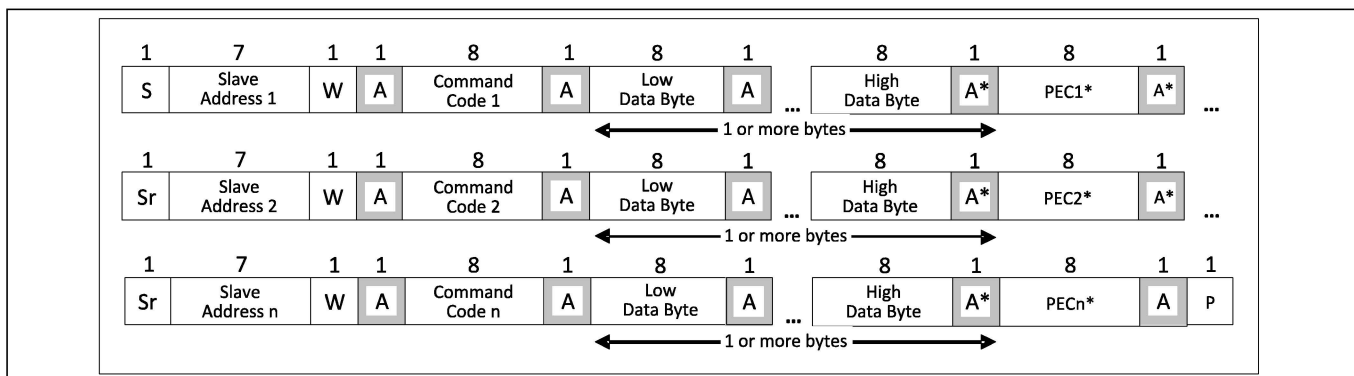 1 7 1 1 8 1 8 1 8 1 8 1
S Slave Address 1 W A Command Code 1 A Low Data Byte A ... High Data Byte A* PEC1* A* ...
1 or more bytes
1 7 1 1 8 1 8 1 8 1 8 1
Sr Slave Address 2 W A Command Code 2 A Low Data Byte A ... High Data Byte A* PEC2* A* ...
1 or more bytes
1 7 1 1 8 1 8 1 8 1 8 1 1
Sr Slave Address n W A Command Code n A Low Data Byte A ... High Data Byte A* PECn* A P
1 or more bytes